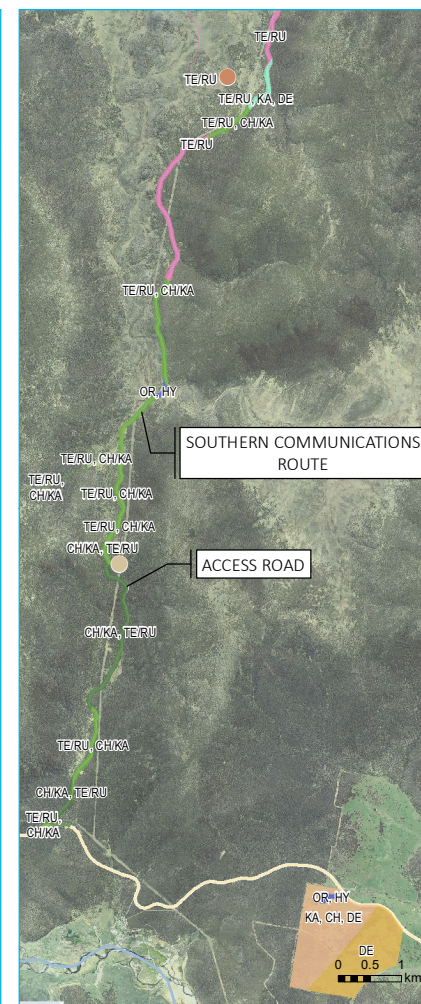 TE/RU
TE/RU
TE/RU, KA, DE
TE/RU, CH/KA
TE/RU
TE/RU, CH/KA
OR, HY
SOUTHERN COMMUNICATIONS
ROUTE
TE/RU, CH/KA
TE/RU,
CH/KA
TE/RU, CH/KA
TE/RU, CH/KA
CH/KA, TE/RU
ACCESS ROAD
CH/KA, TE/RU
TE/RU, CH/KA
CH/KA, TE/RU
TE/RU,
CH/KA
OR, HY
KA, CH, DE
DE
0 0.5 1
km